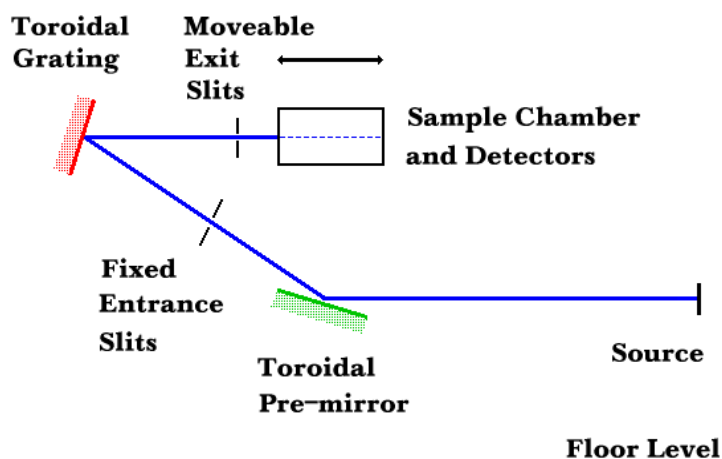 Toroidal
Grating
Moveable
Exit
Slits
Sample Chamber
and Detectors
Fixed
Entrance
Slits
Toroidal
Pre-mirror
Source
Floor Level